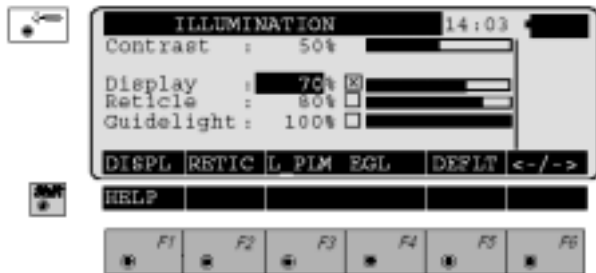 ILLUMINATION 14:03
Contrast : 50%
Display : 70%
Reticle : 80%
Guidelight : 100%
DISPL RETIC L_PLM EGL DEFLT <-/->
HELP
F1 F2 F3 F4 F5 F6